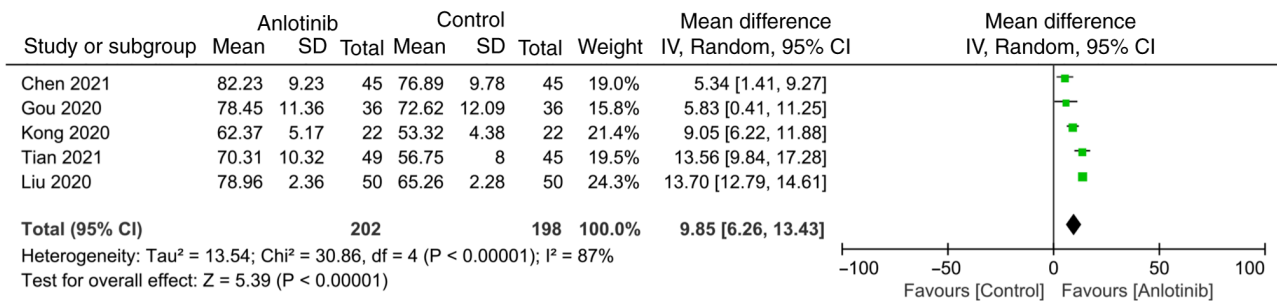 Anlotinib Control Mean difference Mean difference
Study or subgroup Mean SD Total Mean SD Total Weight IV, Random, 95% CI IV, Random, 95% CI
Chen 2021 82.23 9.23 45 76.89 9.78 45 19.0% 5.34 [1.41, 9.27]
Gou 2020 78.45 11.36 36 72.62 12.09 36 15.8% 5.83 [0.41, 11.25]
Kong 2020 62.37 5.17 22 53.32 4.38 22 21.4% 9.05 [6.22, 11.88]
Tian 2021 70.31 10.32 49 56.75 8 45 19.5% 13.56 [9.84, 17.28]
Liu 2020 78.96 2.36 50 65.26 2.28 50 24.3% 13.70 [12.79, 14.61]
Total (95% CI) 202 198 100.0% 9.85 [6.26, 13.43]
Heterogeneity: Tau² = 13.54; Chi² = 30.86, df = 4 (P < 0.00001); I² = 87%
Test for overall effect: Z = 5.39 (P < 0.00001)
−100 −50 0 50 100
Favours [Control] Favours [Anlotinib]